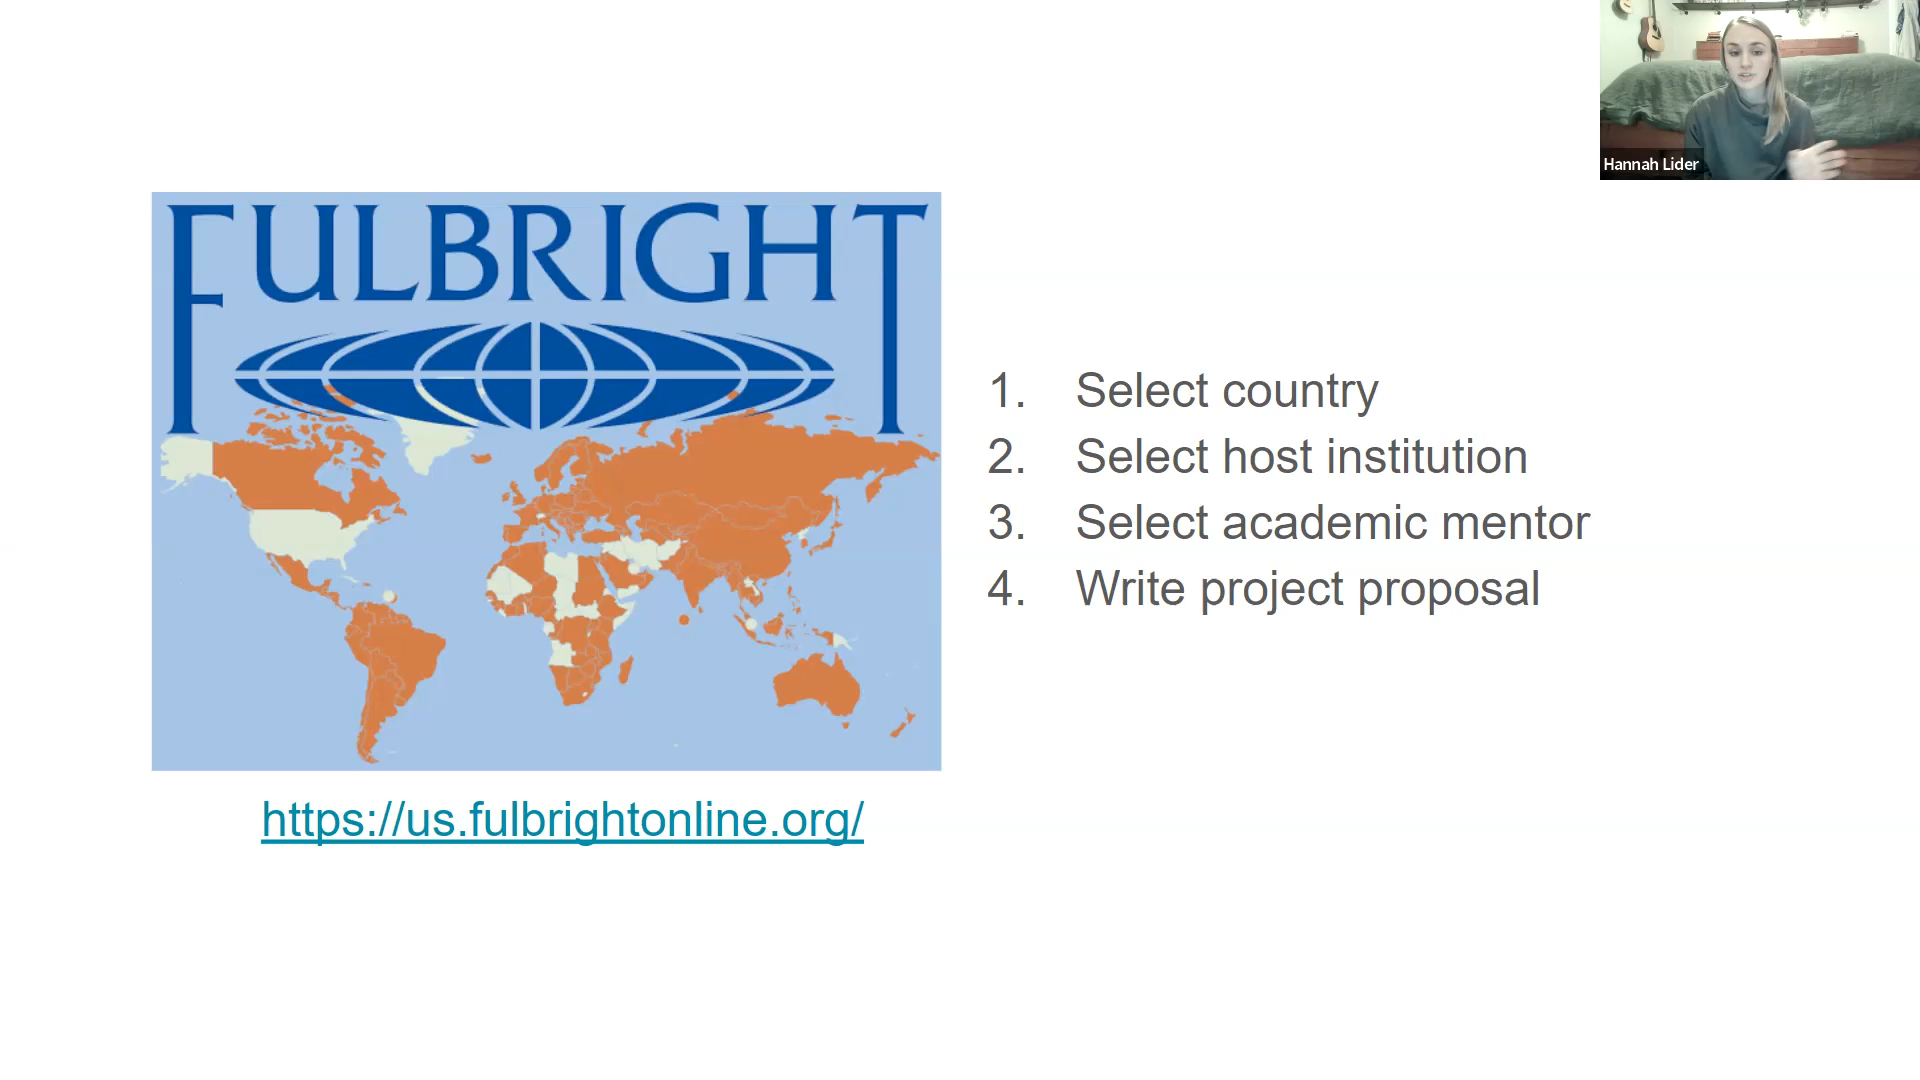 Hannah Lider
FULBRIGHT
1. Select country
2. Select host institution
3. Select academic mentor
4. Write project proposal
https://us.fulbrightonline.org/